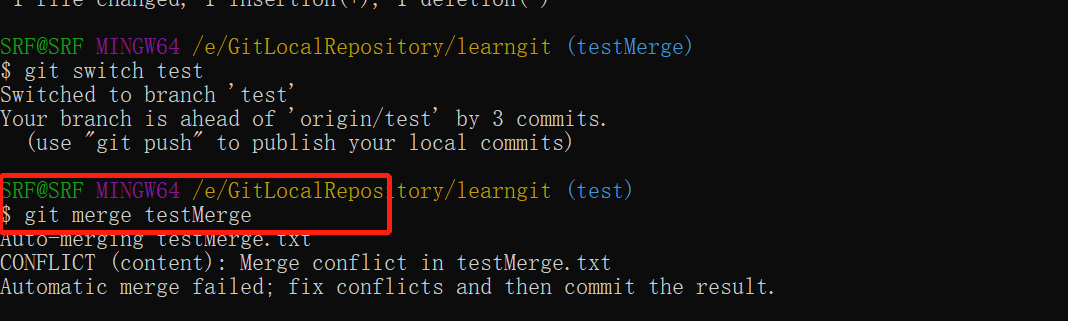 1 file changed, 1 insertion(+), 1 deletion(-)
SRF@SRF MINGW64 /e/GitLocalRepository/learngit (testMerge)
$ git switch test
Switched to branch 'test'
Your branch is ahead of 'origin/test' by 3 commits.
(use "git push" to publish your local commits)
SRF@SRF MINGW64 /e/GitLocalRepository/learngit (test)
$ git merge testMerge
Auto-merging testMerge.txt
CONFLICT (content): Merge conflict in testMerge.txt
Automatic merge failed; fix conflicts and then commit the result.